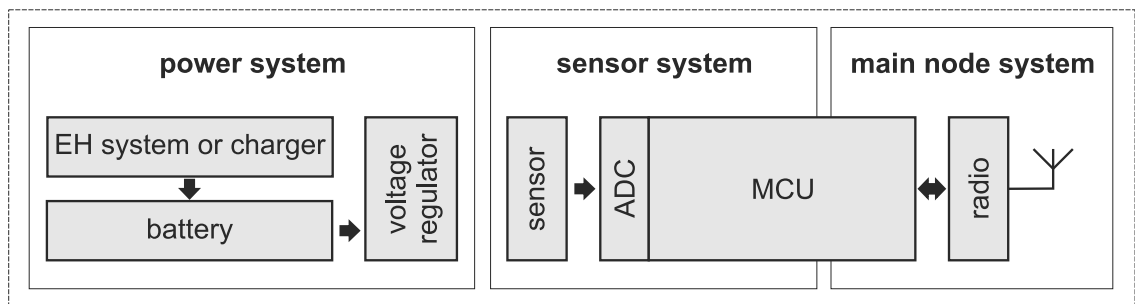 power system
EH system or charger
battery
voltage
regulator
sensor system
sensor
ADC
MCU
main node system
radio